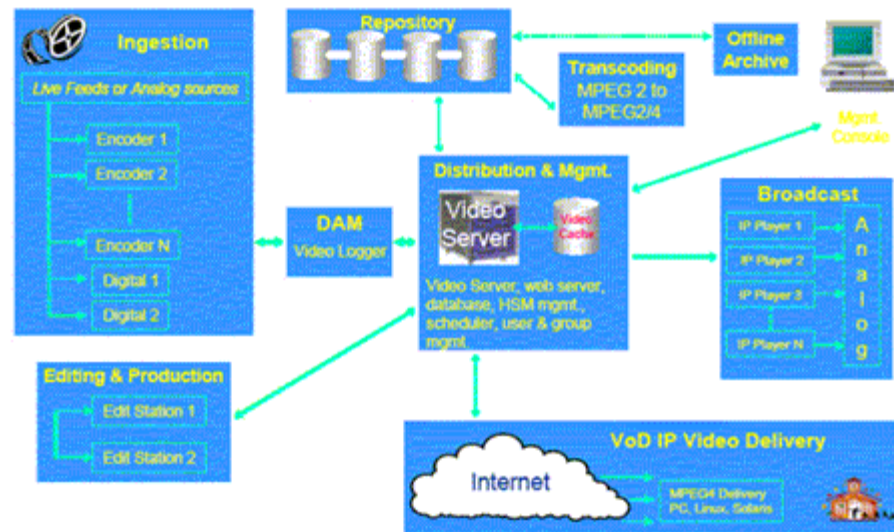 Ingestion
Live Feeds or Analog sources
Encoder 1
Encoder 2
Encoder N
Digital 1
Digital 2
Repository
Offline
Archive
Transcoding
MPEG 2 to
MPEG2/4
Mgmt
Console
DAM
Video Logger
Distribution & Mgmt.
Video
Server
Video
Cache
Video Server, web server,
database, HSM mgmt.,
scheduler, user & group
mgmt
Broadcast
IP Player 1
IP Player 2
IP Player 3
IP Player N
A
n
a
l
o
g
Editing & Production
Edit Station 1
Edit Station 2
VoD IP Video Delivery
Internet
MPEG4 Delivery
PC, Linux, Solaris